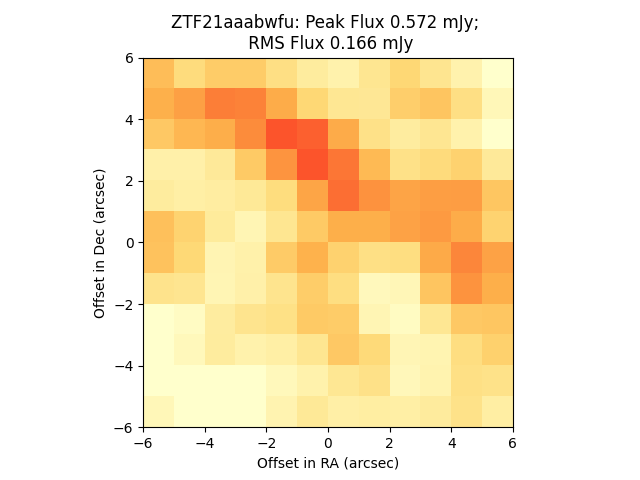 ZTF21aaabwfu: Peak Flux 0.572 mJy;
RMS Flux 0.166 mJy
6
4
2
0
−2
−4
−6
Offset in Dec (arcsec)
−6 −4 −2 0 2 4 6
Offset in RA (arcsec)